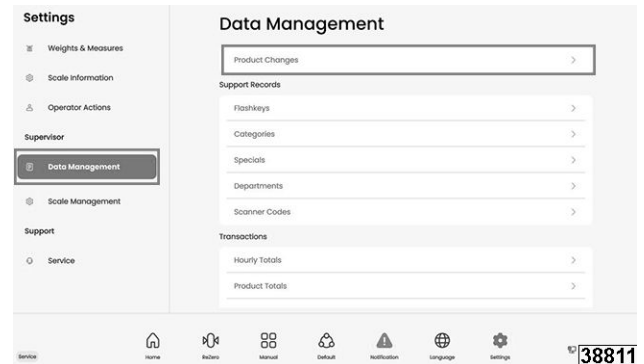 Settings
Weights & Measures
Scale Information
Operator Actions
Supervisor
Data Management
Scale Management
Support
Service
Data Management
Product Changes
Support Records
Flashkeys
Categories
Specials
Departments
Scanner Codes
Transactions
Hourly Totals
Product Totals
Service
Home
ReZero
Manual
Default
Notification
Language
Settings
38811